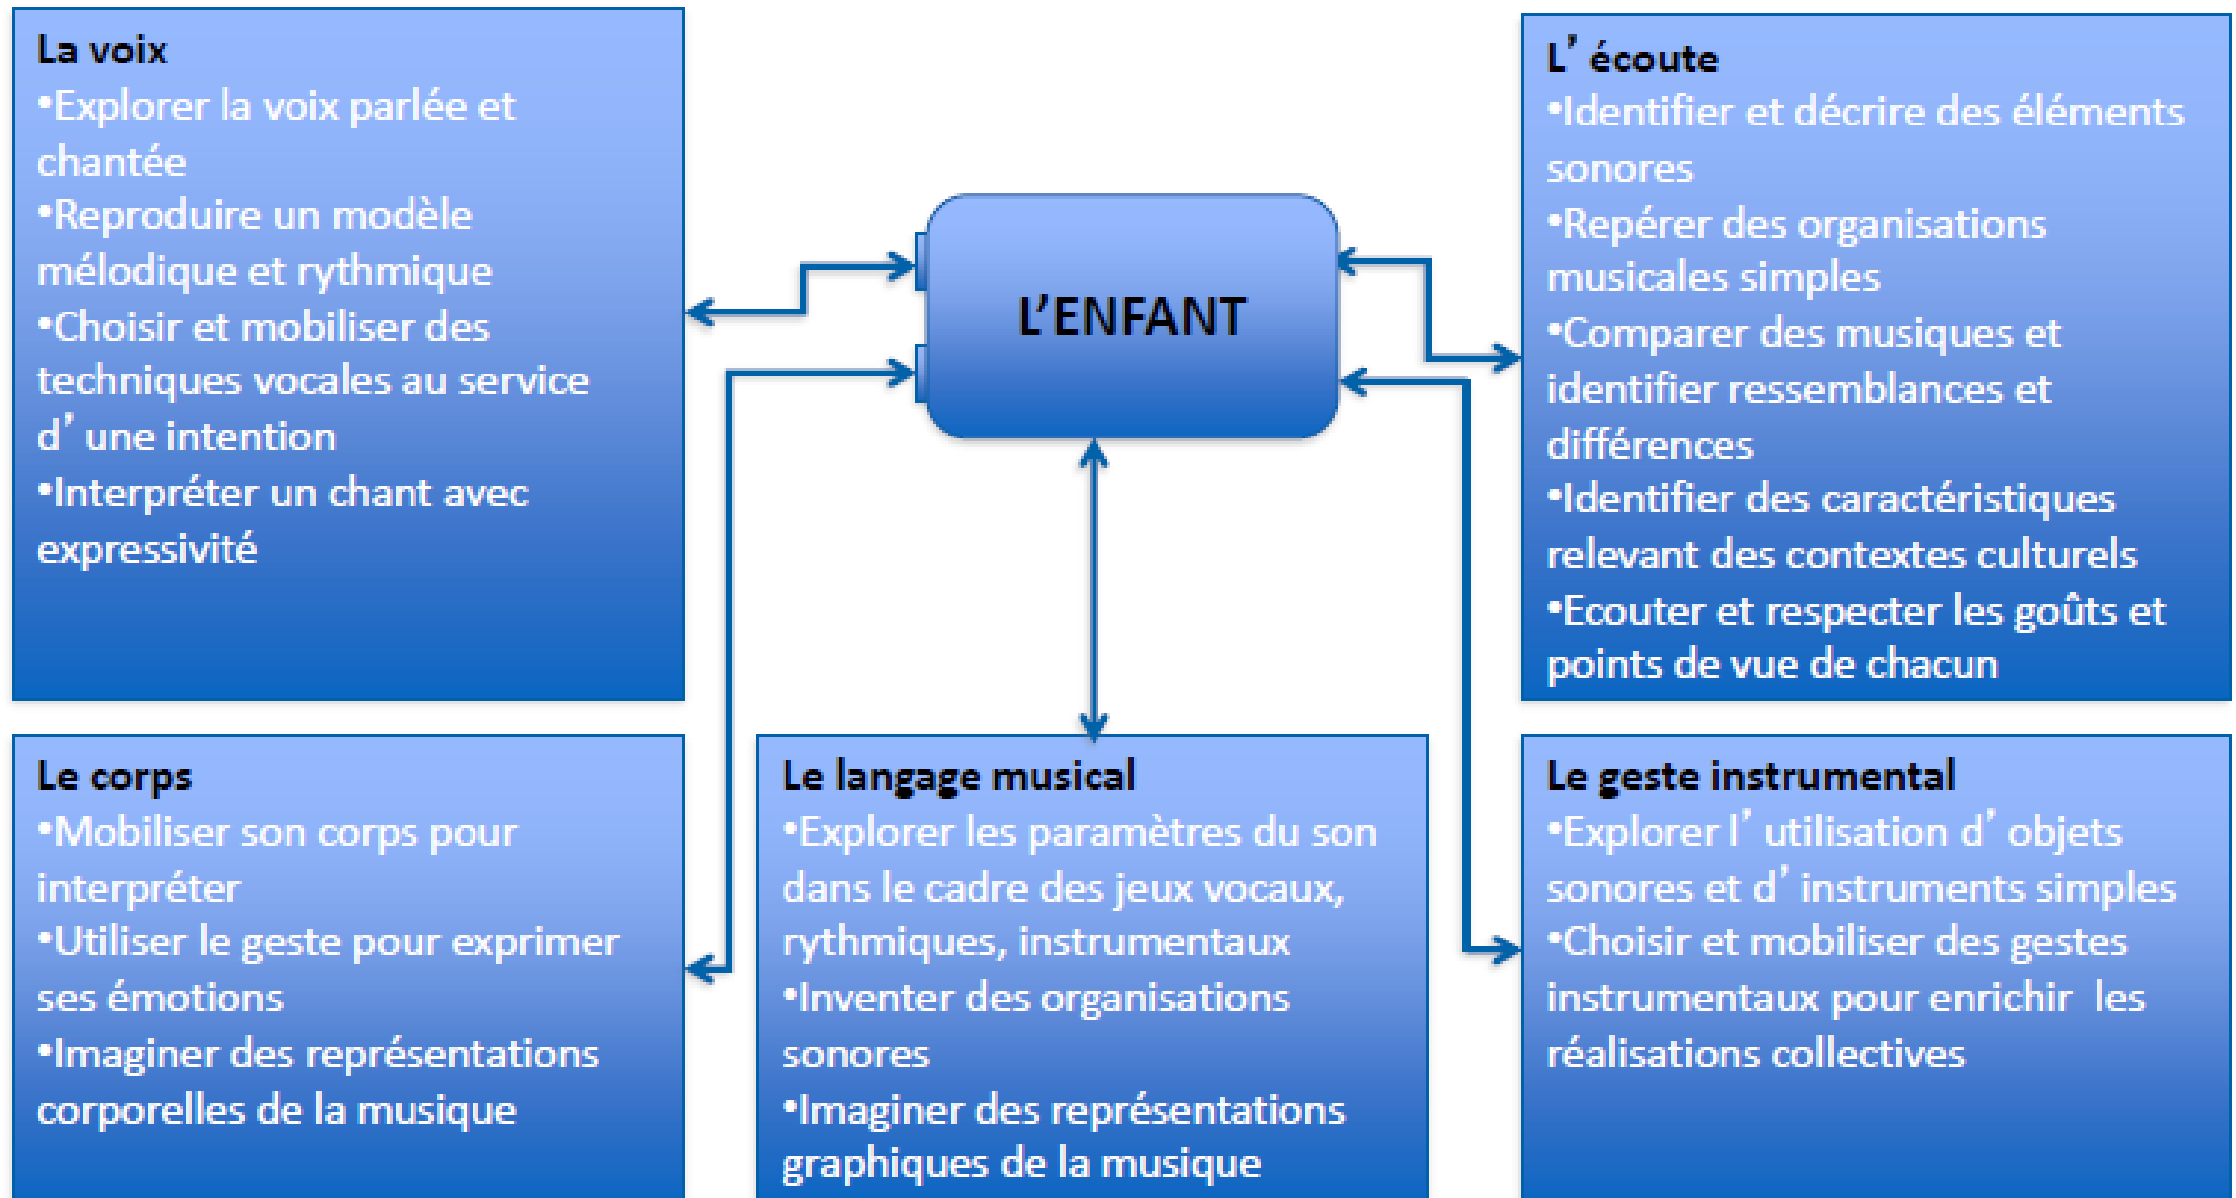 La voix
•Explorer la voix parlée et
chantée
•Reproduire un modèle
mélodique et rythmique
•Choisir et mobiliser des
techniques vocales au service
d’ une intention
•Interpréter un chant avec
expressivité
L’ENFANT
L’ écoute
•Identifier et décrire des éléments
sonores
•Repérer des organisations
musicales simples
•Comparer des musiques et
identifier ressemblances et
différences
•Identifier des caractéristiques
relevant des contextes culturels
•Ecouter et respecter les goûts et
points de vue de chacun
Le corps
•Mobiliser son corps pour
interpréter
•Utiliser le geste pour exprimer
ses émotions
•Imaginer des représentations
corporelles de la musique
Le langage musical
•Explorer les paramètres du son
dans le cadre des jeux vocaux,
rythmiques, instrumentaux
•Inventer des organisations
sonores
•Imaginer des représentations
graphiques de la musique
Le geste instrumental
•Explorer l’ utilisation d’ objets
sonores et d’ instruments simples
•Choisir et mobiliser des gestes
instrumentaux pour enrichir  les
réalisations collectives